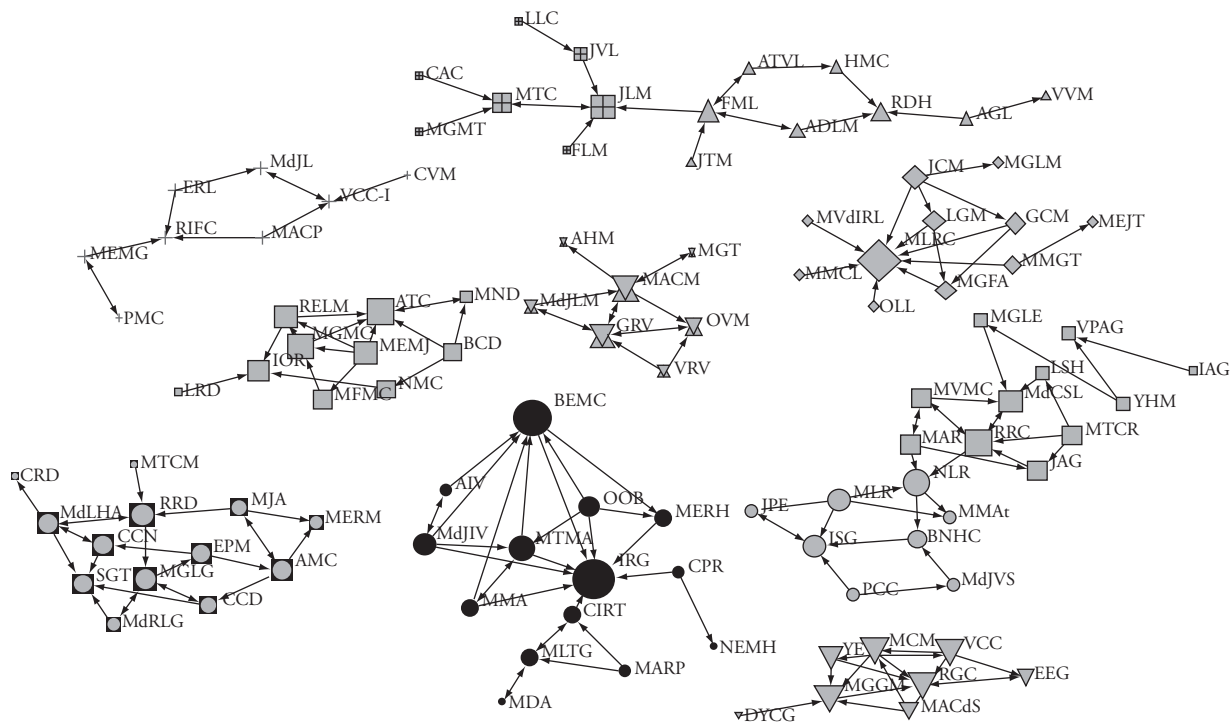 LLC
JVL
CAC
MTC
JLM
MGMT
FLM
ATVL
HMC
FML
RDH
VVM
ADLM
AGL
JTM
MdJL
ERL
CVM
VCC-I
RIFC
MACP
MEMG
PMC
JCM
MGLM
MVdIRL
LGM
GCM
MEJT
MLRC
MMCL
MMGT
MGFA
OLL
AHM
MGT
MACM
MdJLM
GRV
OVM
VRV
RELM
ATC
MND
MGMC
MEMJ
BCD
IOR
LRD
MFMC
NMC
MGLE
VPAG
LSH
IAG
MVMC
MdCSL
YHM
MAR
RRC
MTCR
JAG
NLR
JPE
MLR
MMAt
JSG
BNHC
PCC
MdJVS
BEMC
AIV
OOB
MERH
MdJIV
MTMA
IRG
CPR
MMA
CIRT
NEMH
MLTG
MARP
MDA
CRD
MTCM
MdLHA
RRD
MJA
MERM
CCN
EPM
SGT
MGLG
AMC
CCD
MdRLG
YE
MCM
VCC
MGGM
RGC
EEG
DYCG
MACdS